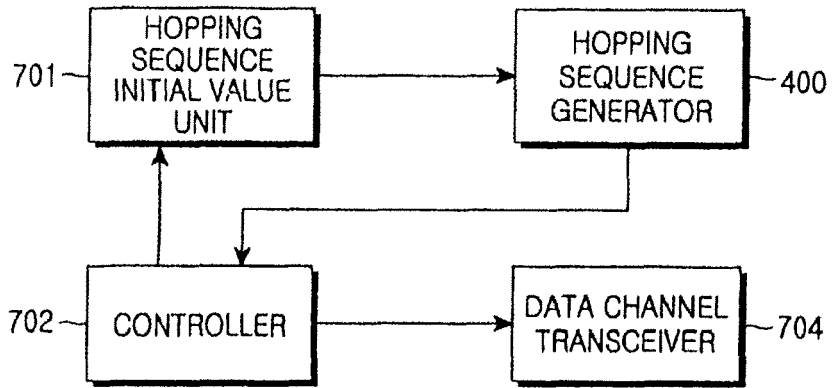 HOPPING
SEQUENCE
INITIAL VALUE
UNIT
701
HOPPING
SEQUENCE
GENERATOR
400
CONTROLLER
702
DATA CHANNEL
TRANSCEIVER
704